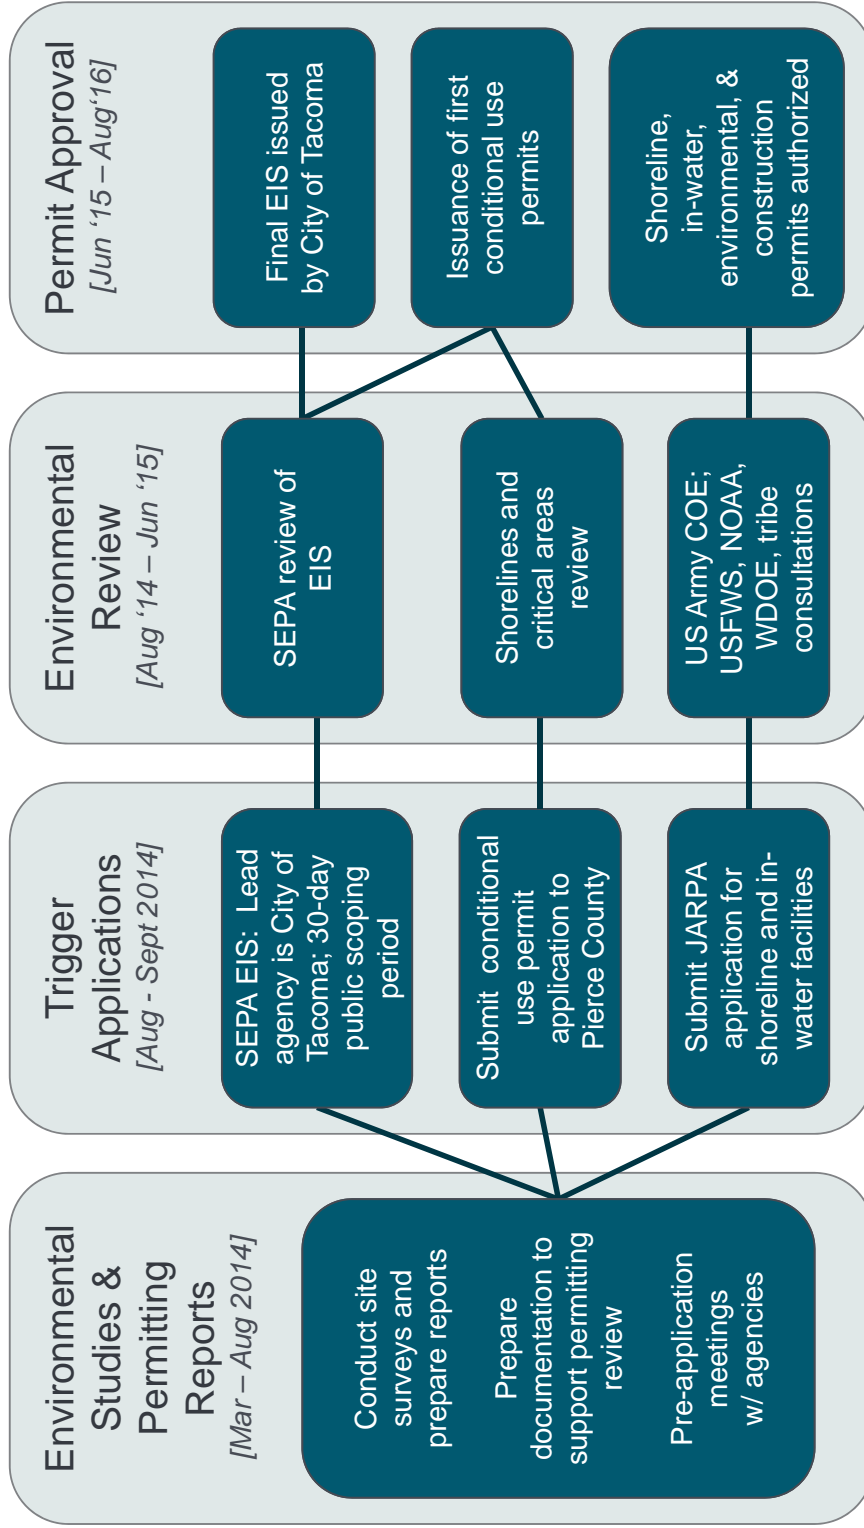 Environmental
Studies &
Permitting
Reports
[Mar – Aug 2014]
Conduct site
surveys and
prepare reports
Prepare
documentation to
support permitting
review
Pre-application
meetings
w/ agencies
Trigger
Applications
[Aug - Sept 2014]
SEPA EIS:  Lead
agency is City of
Tacoma; 30-day
public scoping
period
Submit  conditional
use permit
application to
Pierce County
Submit JARPA
application for
shoreline and in-
water facilities
Environmental
Review
[Aug ‘14 – Jun ‘15]
SEPA review of
EIS
Shorelines and
critical areas
review
US Army COE;
USFWS, NOAA,
WDOE, tribe
consultations
Permit Approval
[Jun ‘15 – Aug‘16]
Final EIS issued
by City of Tacoma
Issuance of first
conditional use
permits
Shoreline,
in-water,
environmental, &
construction
permits authorized